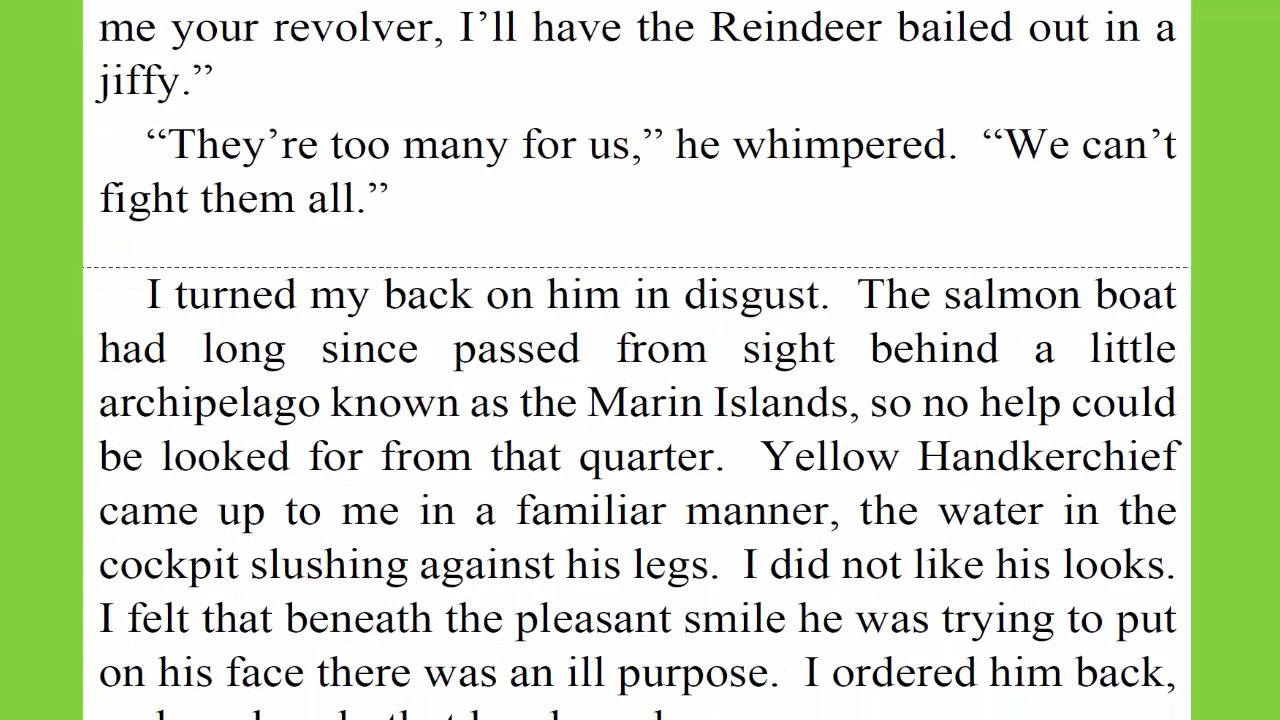 me your revolver, I’ll have the Reindeer bailed out in a
jiffy.”
“They’re too many for us,” he whimpered.  “We can’t
fight them all.”
I turned my back on him in disgust.  The salmon boat
had long since passed from sight behind a little
archipelago known as the Marin Islands, so no help could
be looked for from that quarter.  Yellow Handkerchief
came up to me in a familiar manner, the water in the
cockpit slushing against his legs.  I did not like his looks.
I felt that beneath the pleasant smile he was trying to put
on his face there was an ill purpose.  I ordered him back,